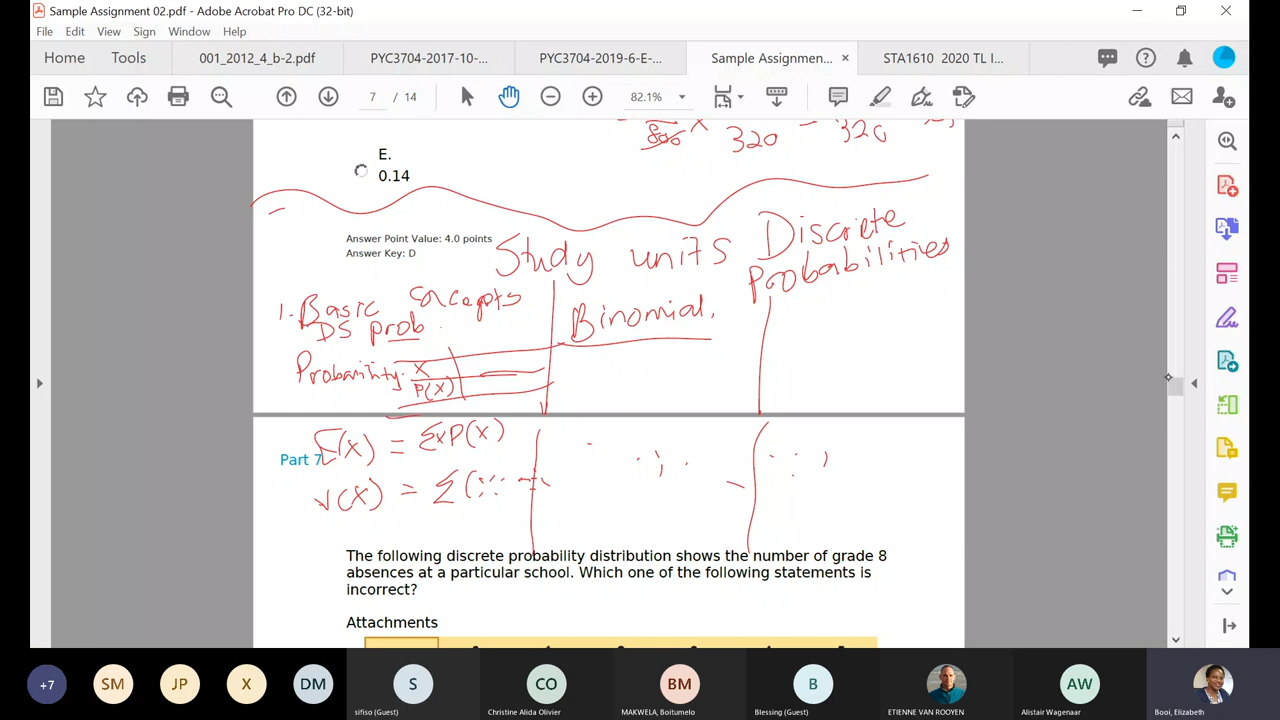 Sample Assignment 02.pdf - Adobe Acrobat Pro DC (32-bit)
File Edit View Sign Window Help
Home Tools 001_2012_4_b-2.pdf PYC3704-2017-10-... PYC3704-2019-6-E-... Sample Assignment... × STA1610 2020 TL I...
7 / 14 82.1%
800 x 320 = 320
E.
0.14
Answer Point Value: 4.0 points
Answer Key: D
Study units Discrete
Probabilities
1. Basic concepts
DS prob
Binomial.
Probability. X
P(X)
E(X) = ΣxP(x)
Part 7
V(X) = Σ(
The following discrete probability distribution shows the number of grade 8
absences at a particular school. Which one of the following statements is
incorrect?
Attachments
+7 SM JP X DM S CO BM B AW
sifiso (Guest) Christine Alida Olivier MAKWELA, Boitumelo Blessing (Guest) ETIENNE VAN ROOYEN Alistair Wagenaar Booi, Elizabeth